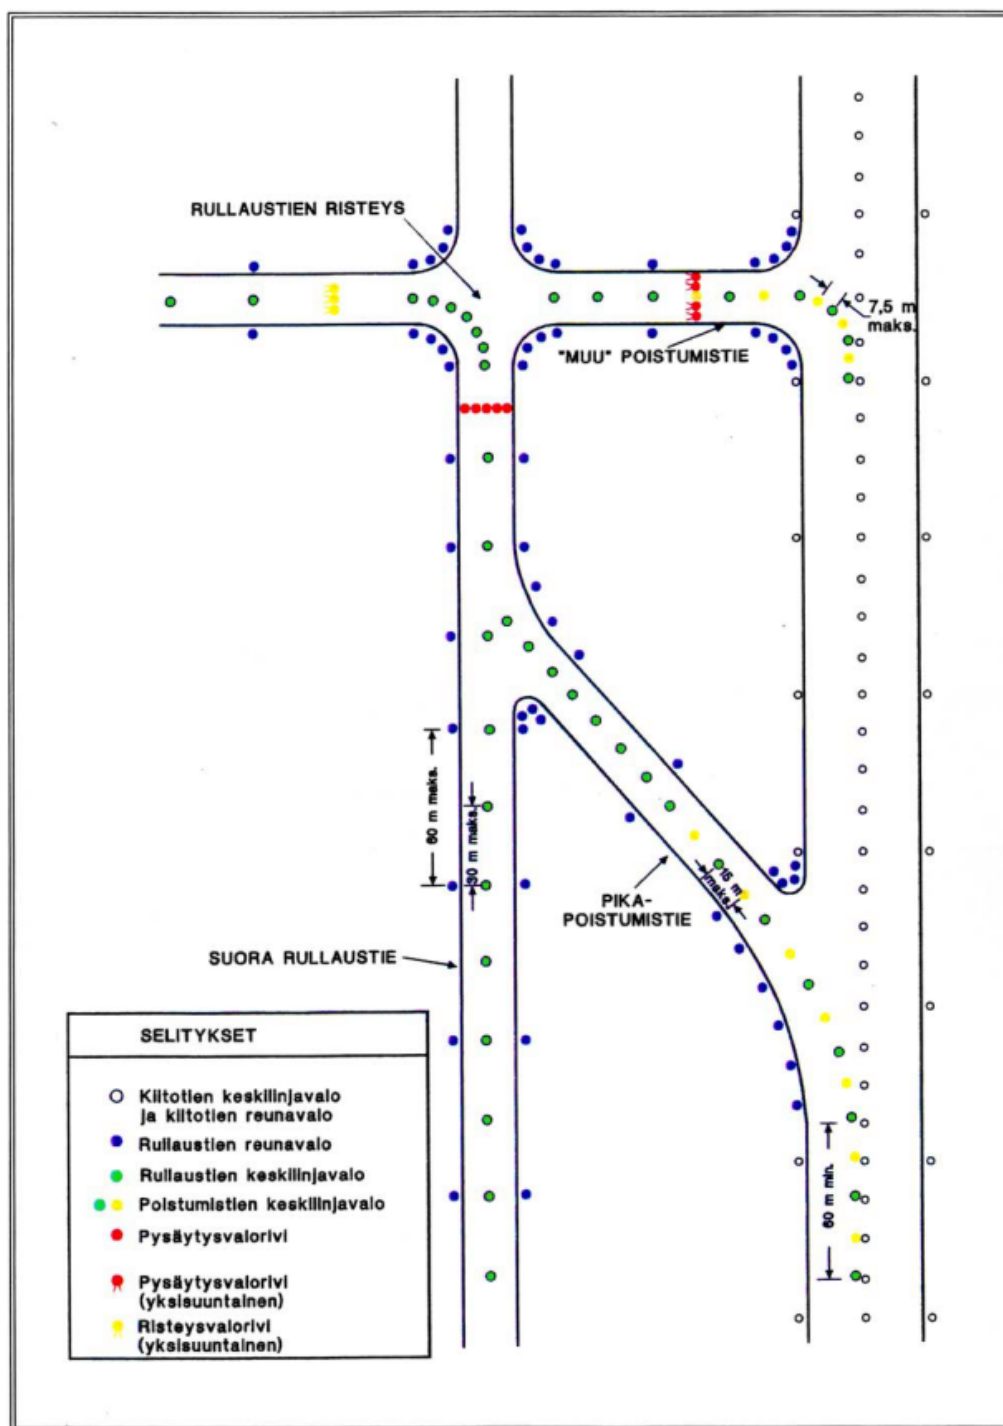 RULLAUSTIEN RISTEYS
7,5 m
maks.
"MUU" POISTUMISTIE
60 m maks.
30 m maks.
15 m
maks.
PIKA-
POISTUMISTIE
SUORA RULLAUSTIE
60 m min.
SELITYKSET
Kiitotien keskilinjavalo
ja kiitotien reunavalo
Rullaustien reunavalo
Rullaustien keskilinjavalo
Poistumistien keskilinjavalo
Pysäytysvalorivi
Pysäytysvalorivi
(yksisuuntainen)
Risteysvalorivi
(yksisuuntainen)